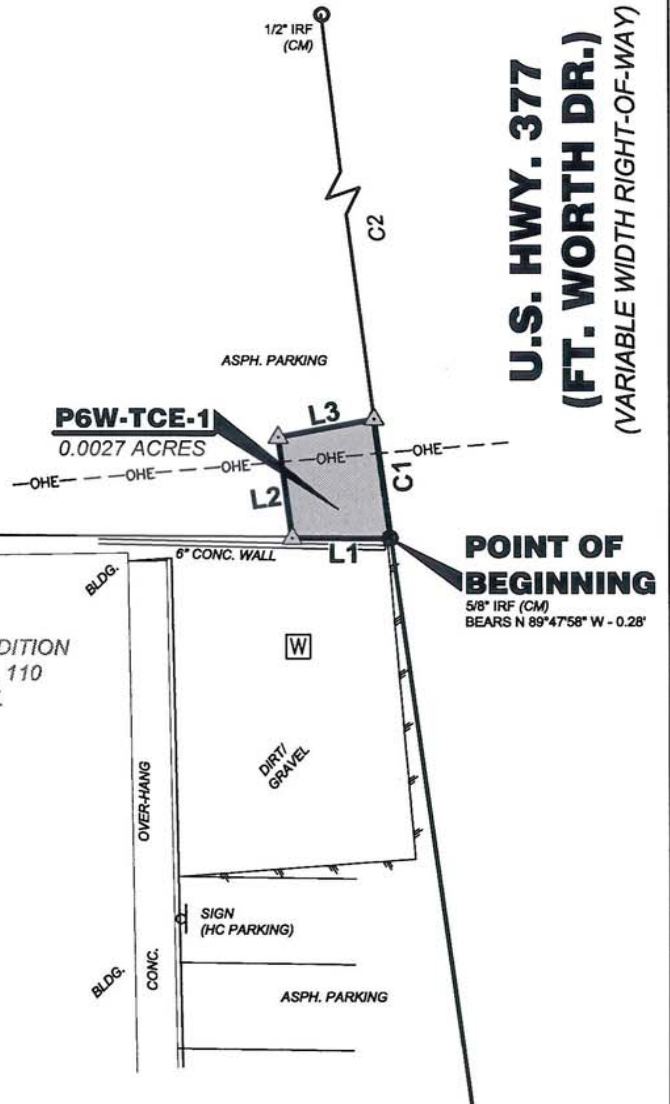 1/2" IRF
(CM)
U.S. HWY. 377
(FT. WORTH DR.)
(VARIABLE WIDTH RIGHT-OF-WAY)
C2
ASPH. PARKING
P6W-TCE-1
0.0027 ACRES
L3
OHE
OHE
OHE
OHE
OHE
L2
C1
L1
6" CONC. WALL
POINT OF
BEGINNING
5/8" IRF (CM)
BEARS N 89°47'58" W - 0.28'
BLDG.
DITION
110
W
DIRT/
GRAVEL
OVER-HANG
SIGN
(HC PARKING)
BLDG.
CONC.
ASPH. PARKING